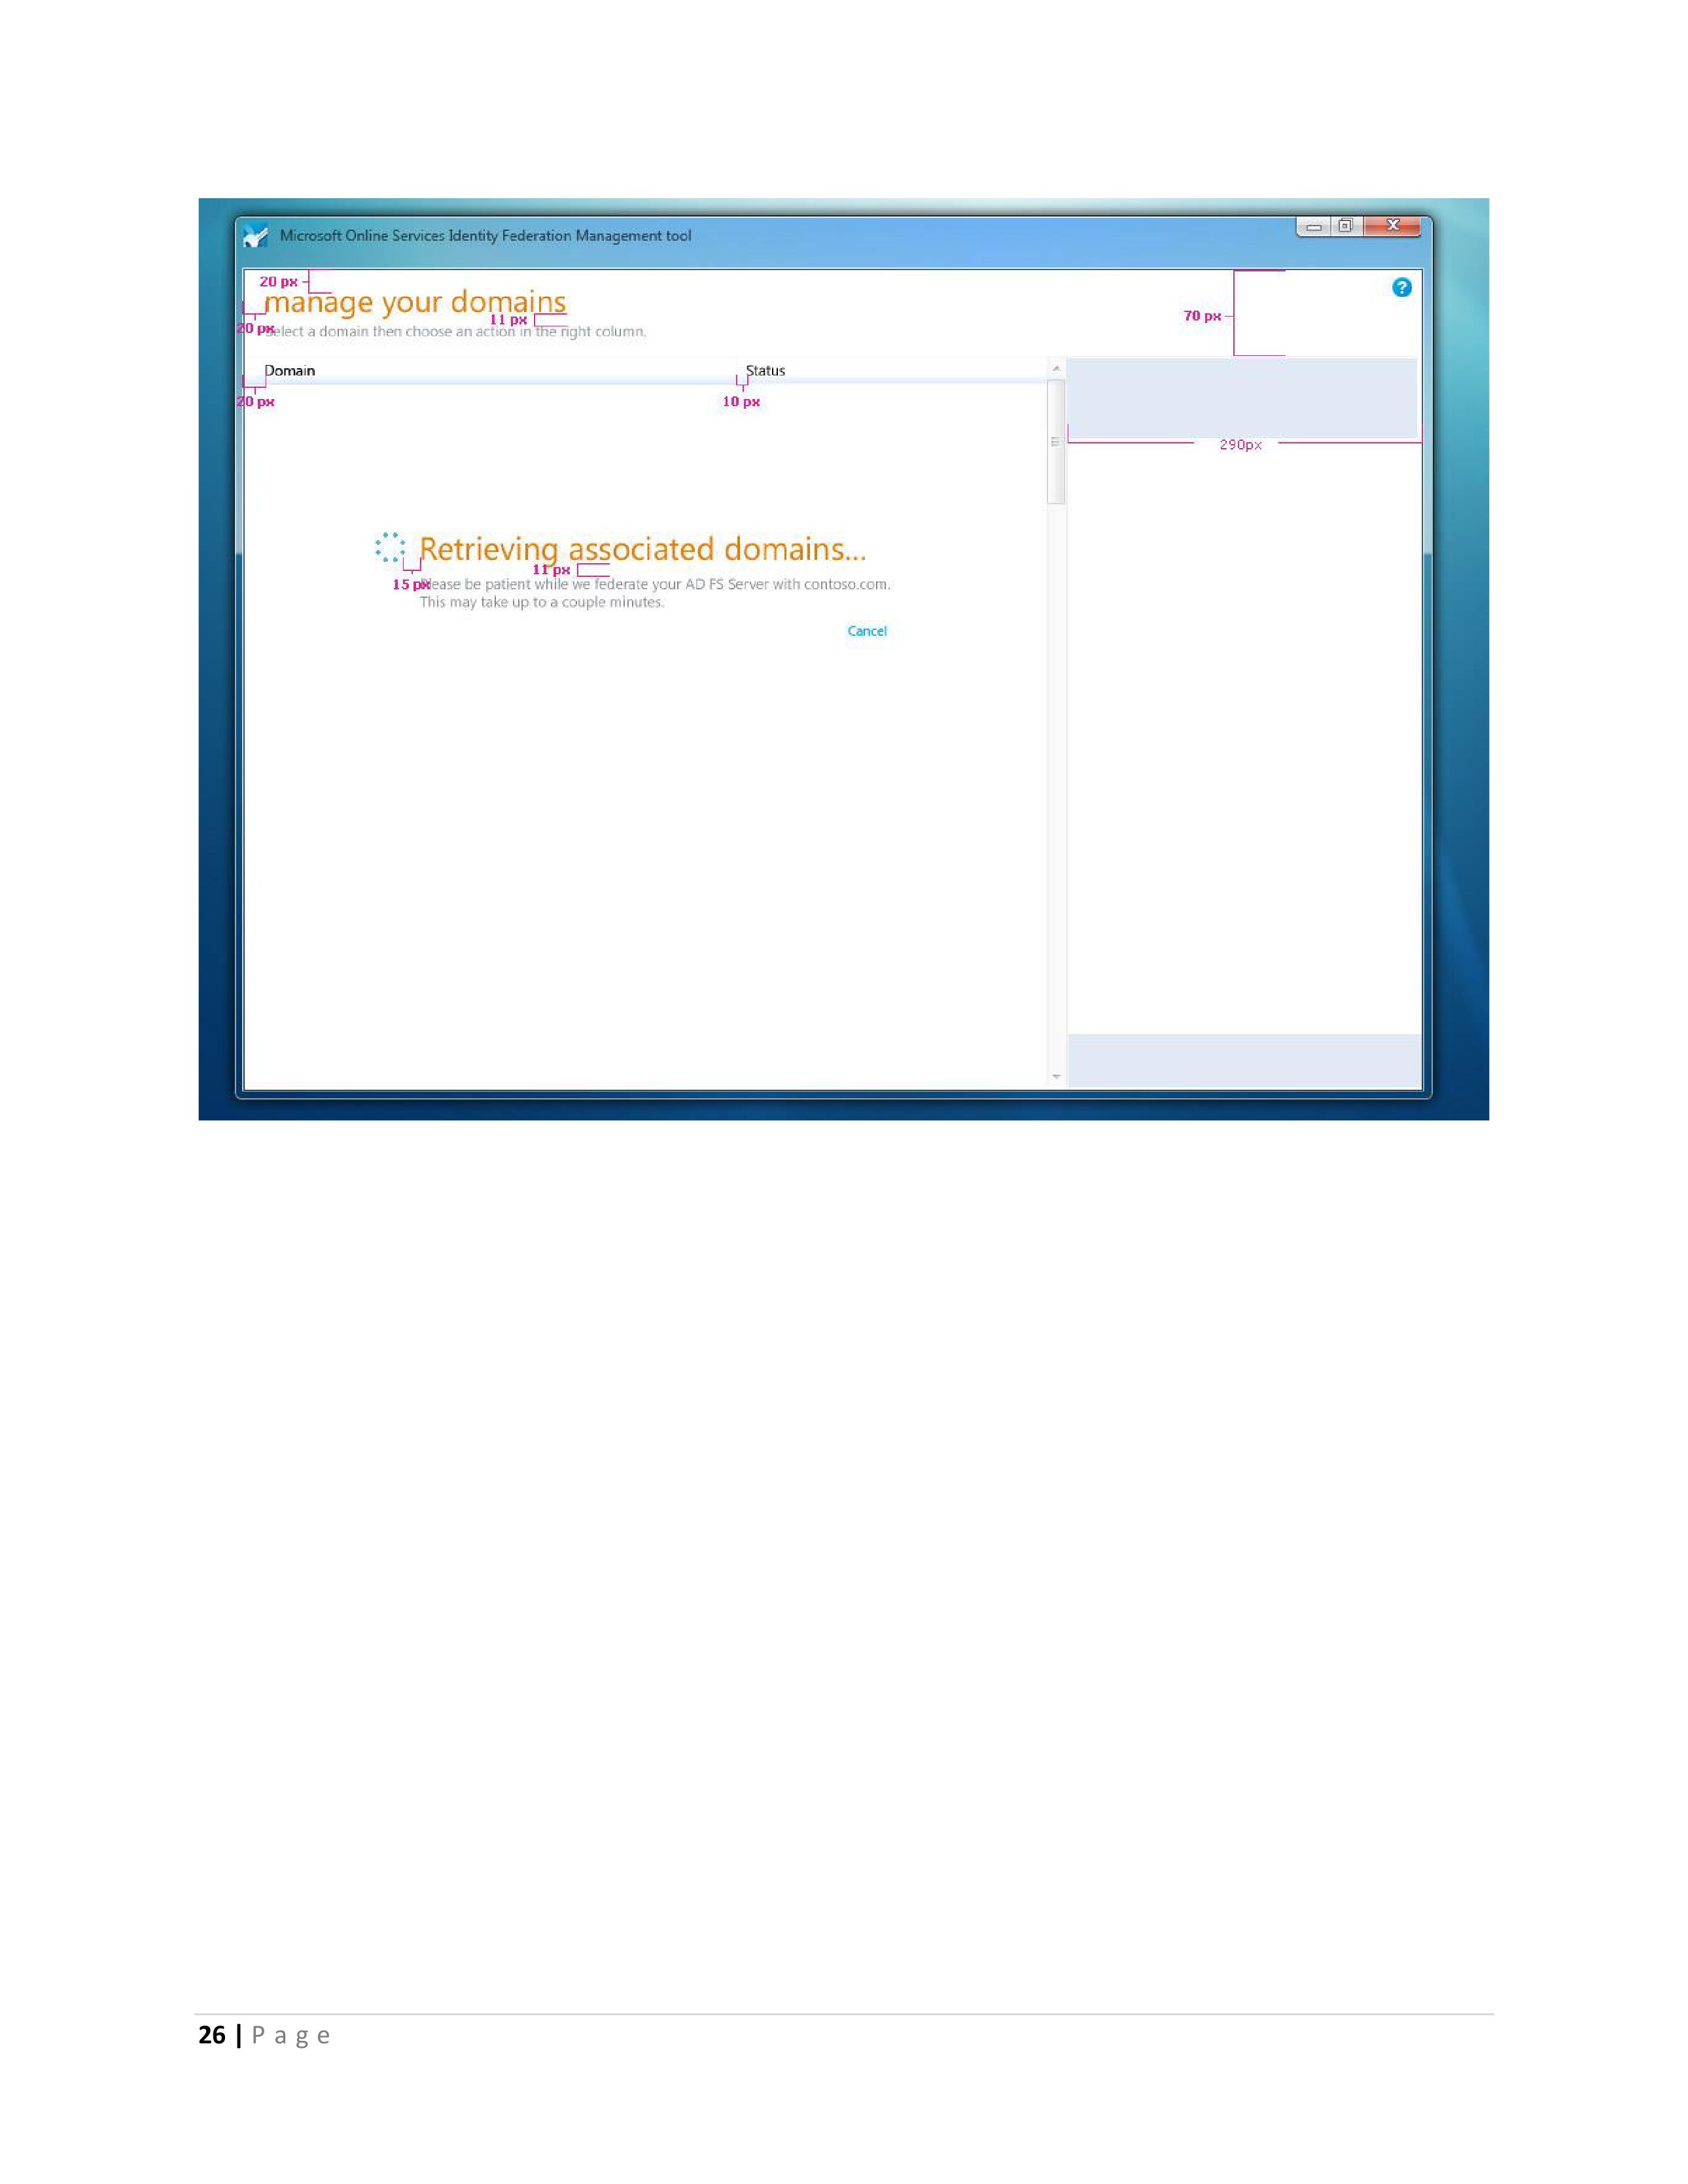 Microsoft Online Services Identity Federation Management tool
20 px
manage your domains
11 px
70 px
20 px
Select a domain then choose an action in the right column.
Domain
Status
20 px
10 px
290px
Retrieving associated domains...
11 px
15 px
Please be patient while we federate your AD FS Server with contoso.com.
This may take up to a couple minutes.
Cancel
26 | Page